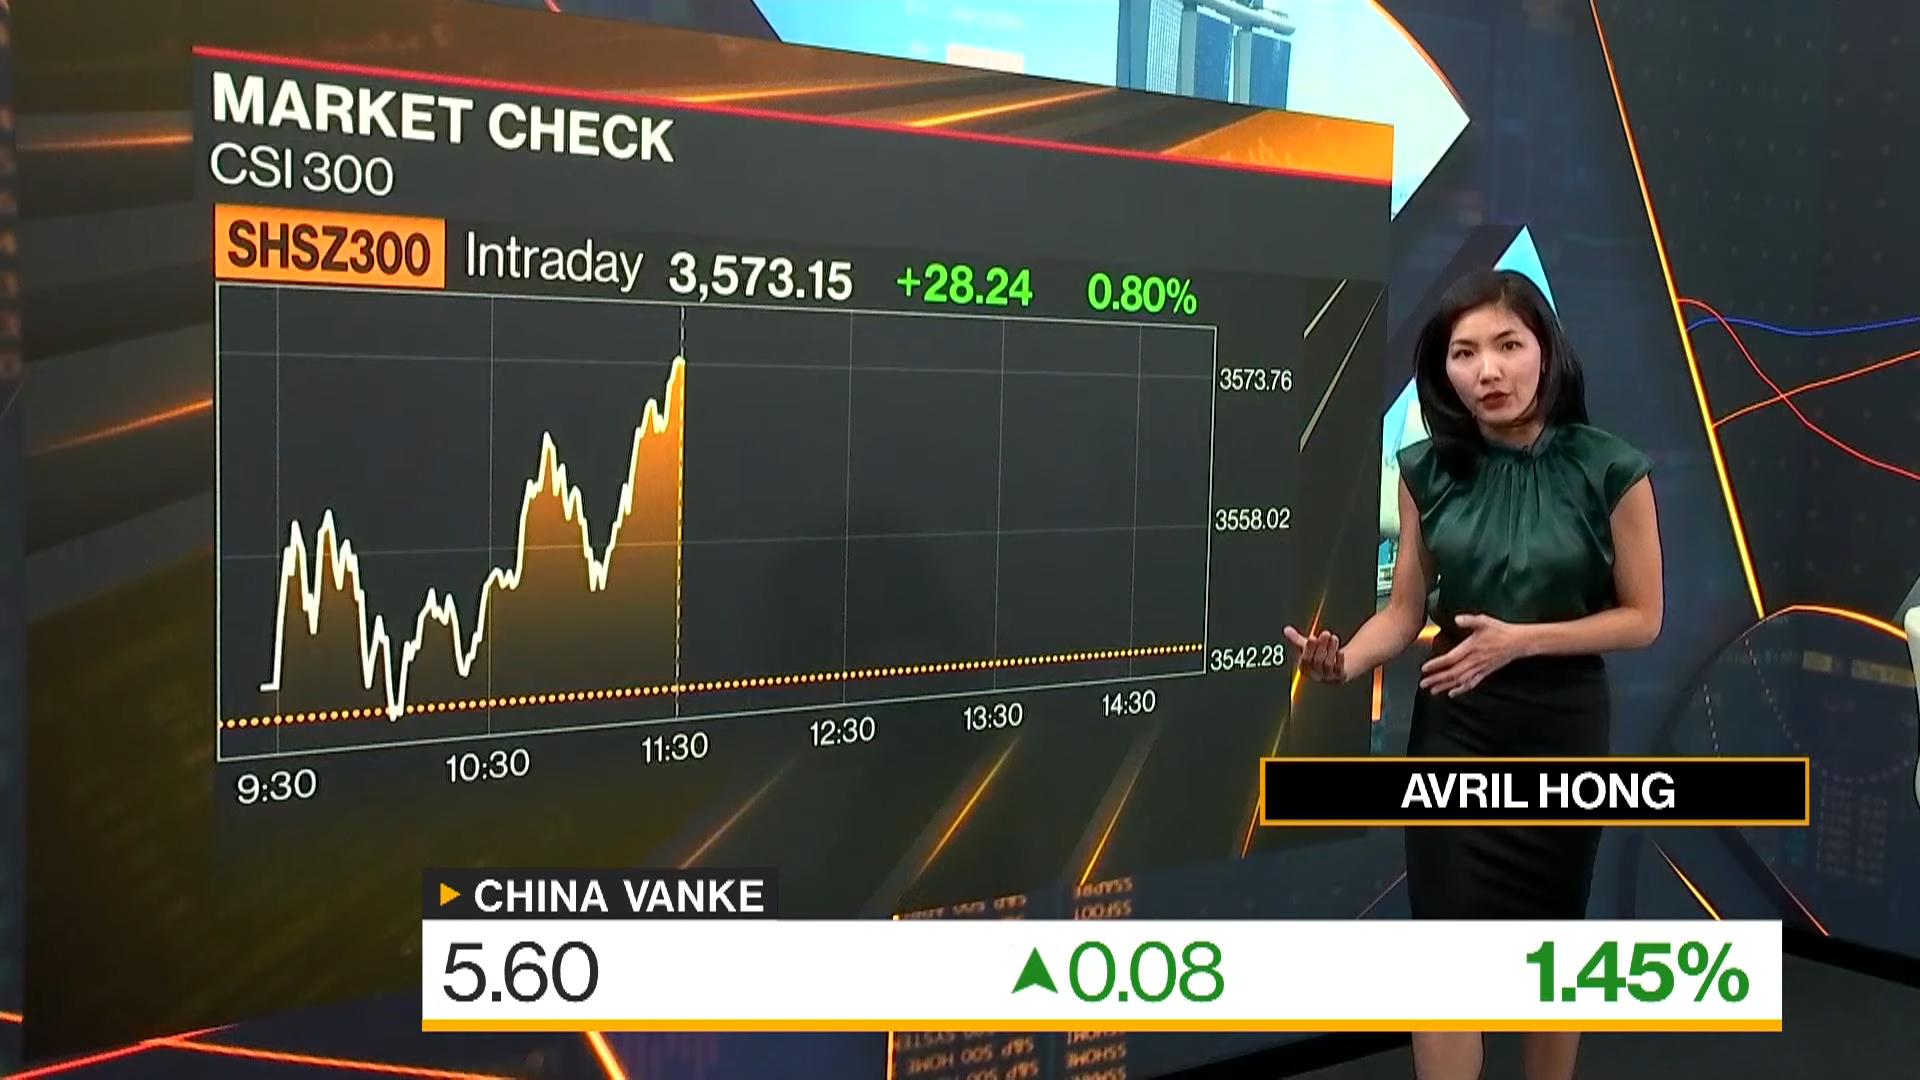 MARKET CHECK
CSI 300
SHSZ300 Intraday 3,573.15 +28.24 0.80%
3573.76
3558.02
3542.28
9:30 10:30 11:30 12:30 13:30 14:30
AVRIL HONG
CHINA VANKE
5.60 ▲0.08 1.45%